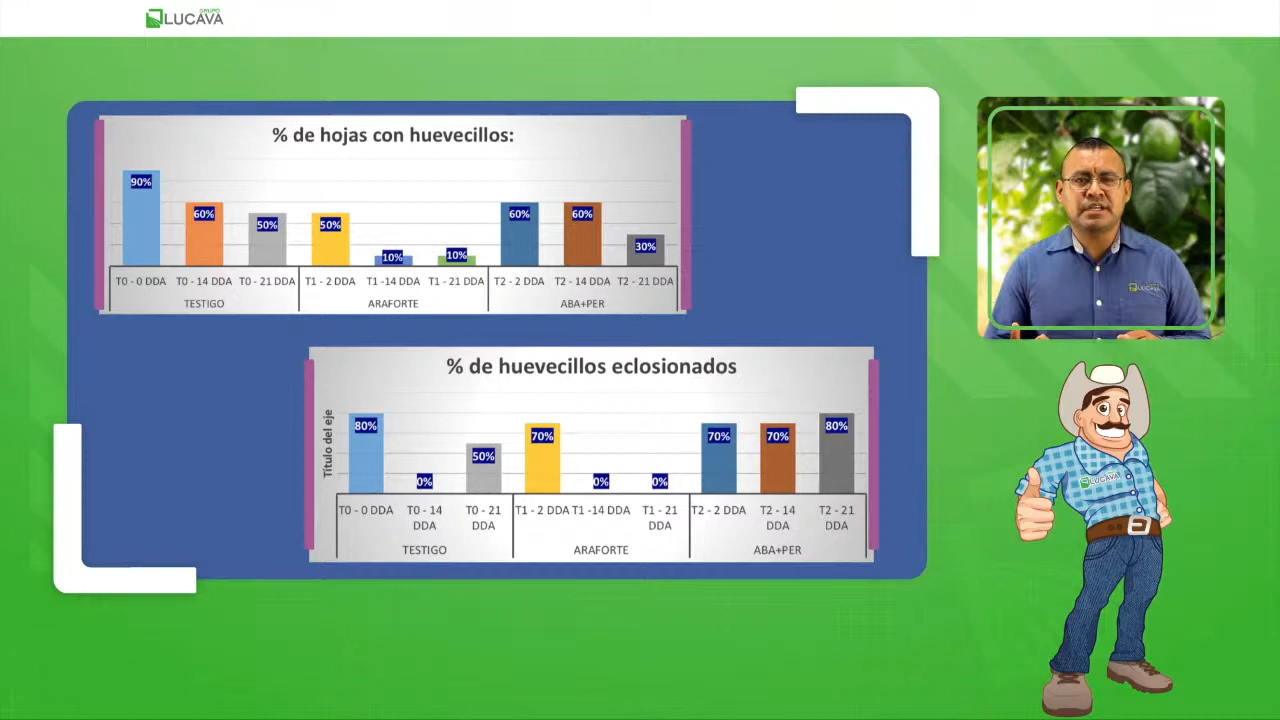 GRUPO
LUCAVA
% de hojas con huevecillos:
90%
60%
50%
50%
10%
10%
60%
60%
30%
T0 - 0 DDA T0 - 14 DDA T0 - 21 DDA T1 - 2 DDA T1 -14 DDA T1 - 21 DDA T2 - 2 DDA T2 - 14 DDA T2 - 21 DDA
TESTIGO ARAFORTE ABA+PER
LUCAVA
% de huevecillos eclosionados
Título del eje
80%
0%
50%
70%
0%
0%
70%
70%
80%
T0 - 0 DDA T0 - 14 DDA T0 - 21 DDA T1 - 2 DDA T1 -14 DDA T1 - 21 DDA T2 - 2 DDA T2 - 14 DDA T2 - 21 DDA
TESTIGO ARAFORTE ABA+PER
LUCAVA